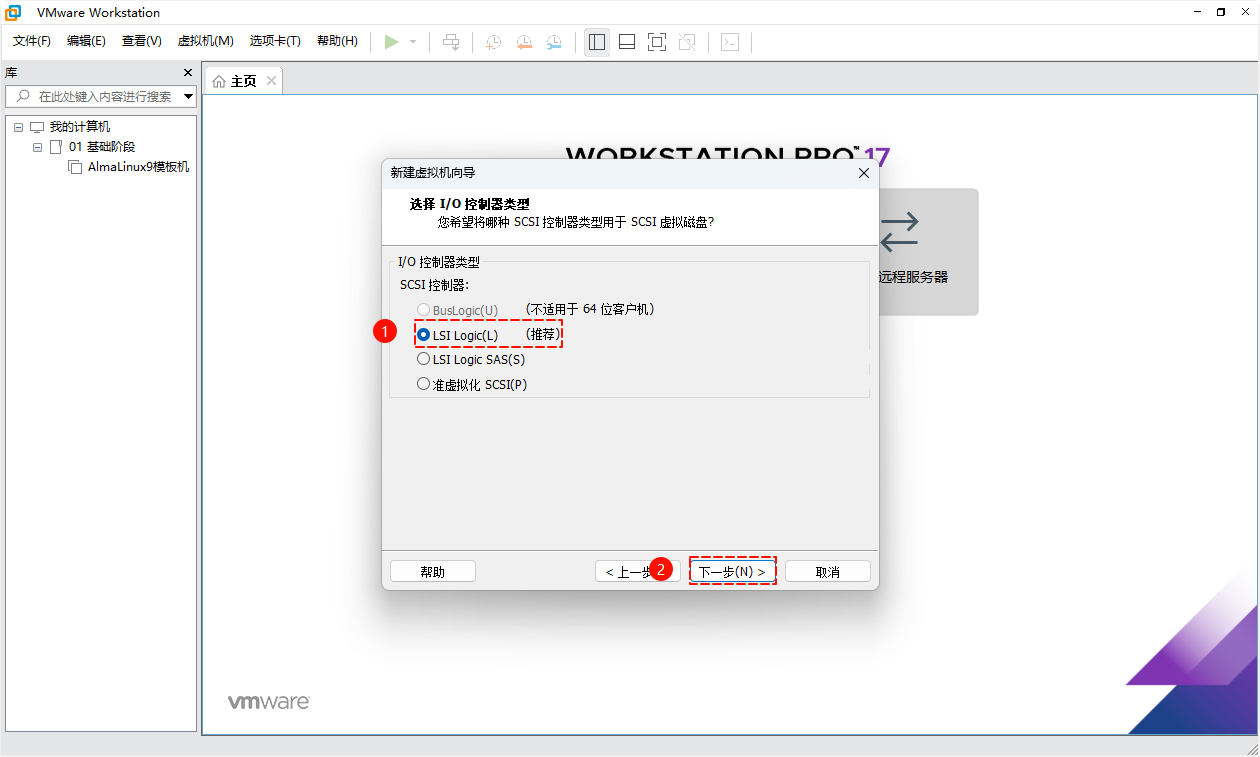 VMware Workstation
文件(F) 编辑(E) 查看(V) 虚拟机(M) 选项卡(T) 帮助(H)
库
在此处键入内容进行搜索
我的计算机
01 基础阶段
AlmaLinux9模板机
主页
WORKSTATION PRO™ 17
远程服务器
新建虚拟机向导
选择 I/O 控制器类型
您希望将哪种 SCSI 控制器类型用于 SCSI 虚拟磁盘?
I/O 控制器类型
SCSI 控制器:
BusLogic(U) (不适用于 64 位客户机)
1
LSI Logic(L) (推荐)
LSI Logic SAS(S)
准虚拟化 SCSI(P)
帮助 < 上一步 2 下一步(N) > 取消
vmware